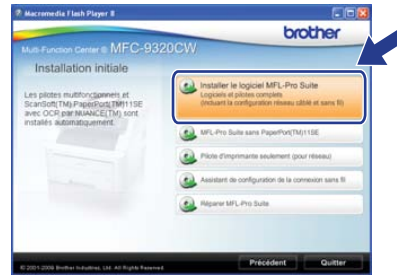 Macromedia Flash Player 8
brother
Multi-Function Center ® MFC-9320CW
Installation initiale
Les pilotes multifonctionnels et
ScanSoft(TM) PaperPort(TM)11SE
avec OCR par NUANCE(TM) sont
installés automatiquement.
Installer le logiciel MFL-Pro Suite
Logiciels et pilotes complets
(incluant la configuration réseau câblé et sans fil)
MFL-Pro Suite sans PaperPort(TM)11SE
Pilote d'imprimante seulement (pour réseau)
Assistant de configuration de la connexion sans fil
Réparer MFL-Pro Suite
© 2001-2008 Brother Industries, Ltd. All Rights Reserved.
Précédent
Quitter